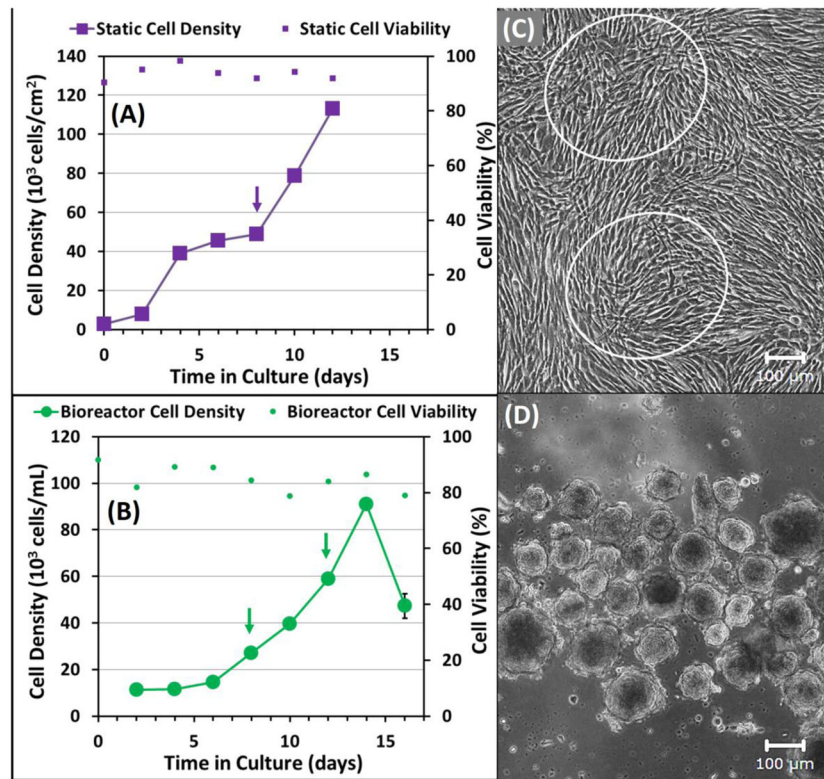 Static Cell Density Static Cell Viability
(A)
Cell Density (10³ cells/cm²)
140
120
100
80
60
40
20
0
100
80
60
40
20
0
Cell Viability (%)
0 5 10 15
Time in Culture (days)
(C)
100 µm
Bioreactor Cell Density Bioreactor Cell Viability
(B)
Cell Density (10³ cells/mL)
120
100
80
60
40
20
0
100
80
60
40
20
0
Cell Viability (%)
0 5 10 15
Time in Culture (days)
(D)
100 µm